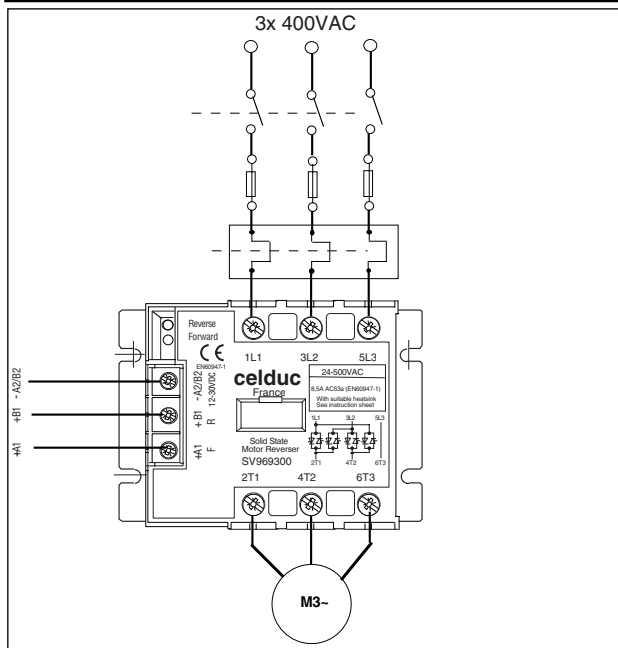 3x 400VAC
Reverse
Forward
CE
EN60947-1
1L1 3L2 5L3
celduc
France
24-500VAC
8,5A AC53a (EN60947-1)
With suitable heatsink
See instruction sheet
1L1 3L2 5L3
2T1 4T2 6T3
Solid State
Motor Reverser
SV969300
2T1 4T2 6T3
- A2/B2
+B1
+A1
- A2/B2
+ B1
+A1
12-30VDC
R
F
M3~